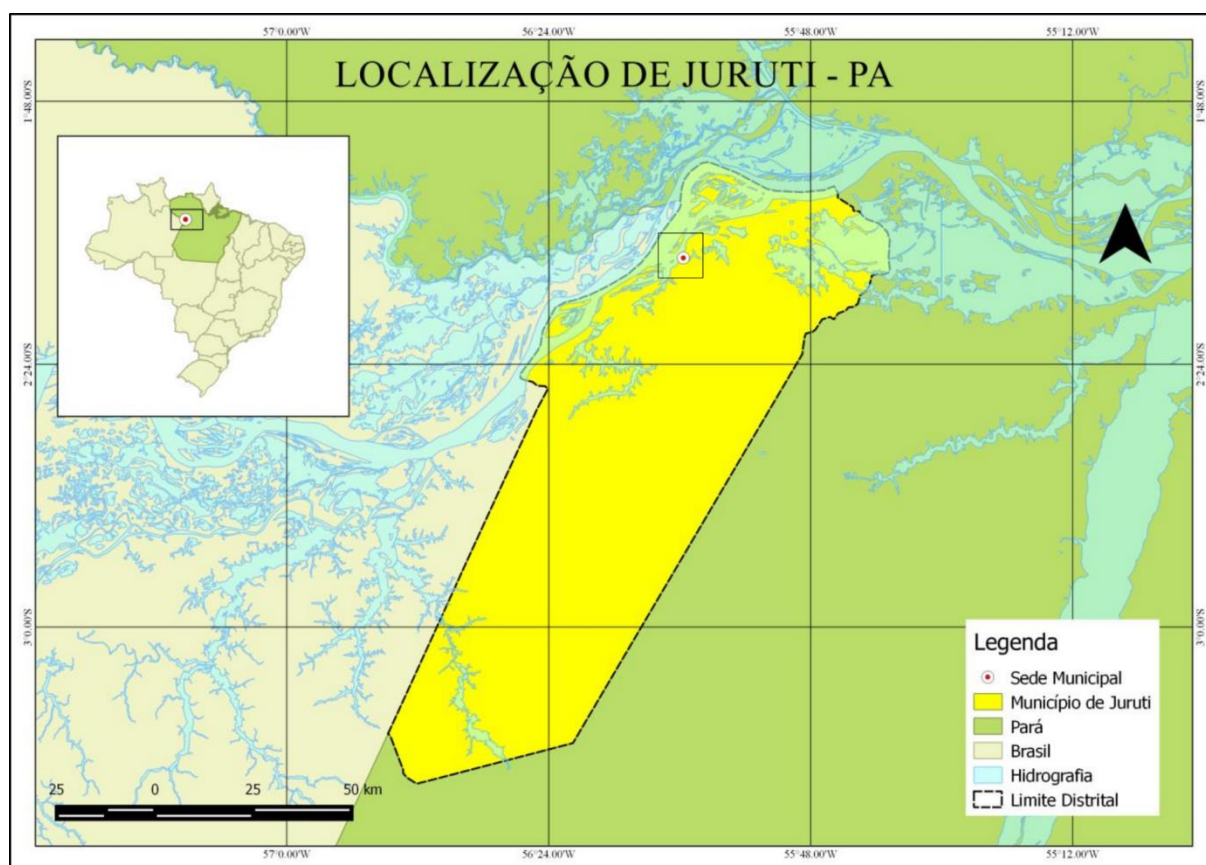 57°0.00'W
56°24.00'W
55°48.00'W
55°12.00'W
LOCALIZAÇÃO DE JURUTI - PA
1°48.00'S
1°48.00'S
2°24.00'S
2°24.00'S
3°0.00'S
3°0.00'S
Legenda
Sede Municipal
Município de Juruti
Pará
Brasil
Hidrografia
Limite Distrital
25 0 25 50 km
57°0.00'W
56°24.00'W
55°48.00'W
55°12.00'W